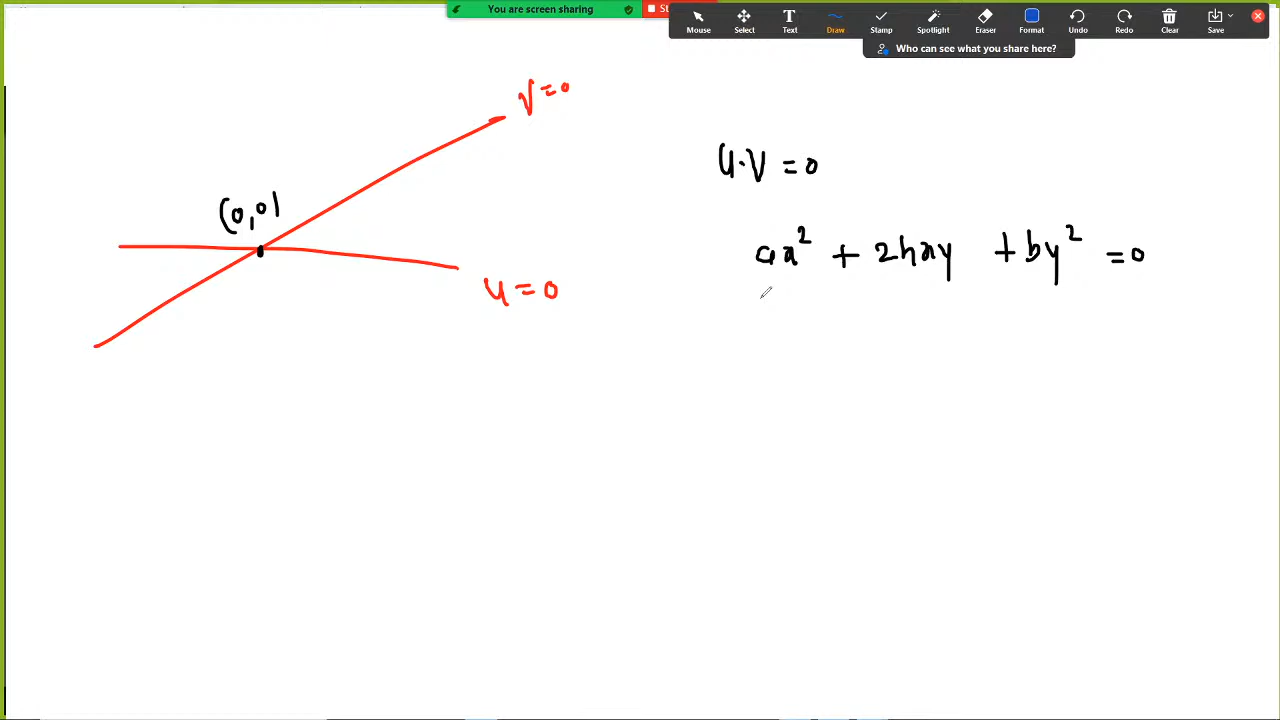 You are screen sharing
St
Mouse Select Text Draw Stamp Spotlight Eraser Format Undo Redo Clear Save
Who can see what you share here?
V=0
(0,0)
u=0
u·V=0
ax² + 2hxy + by² = 0